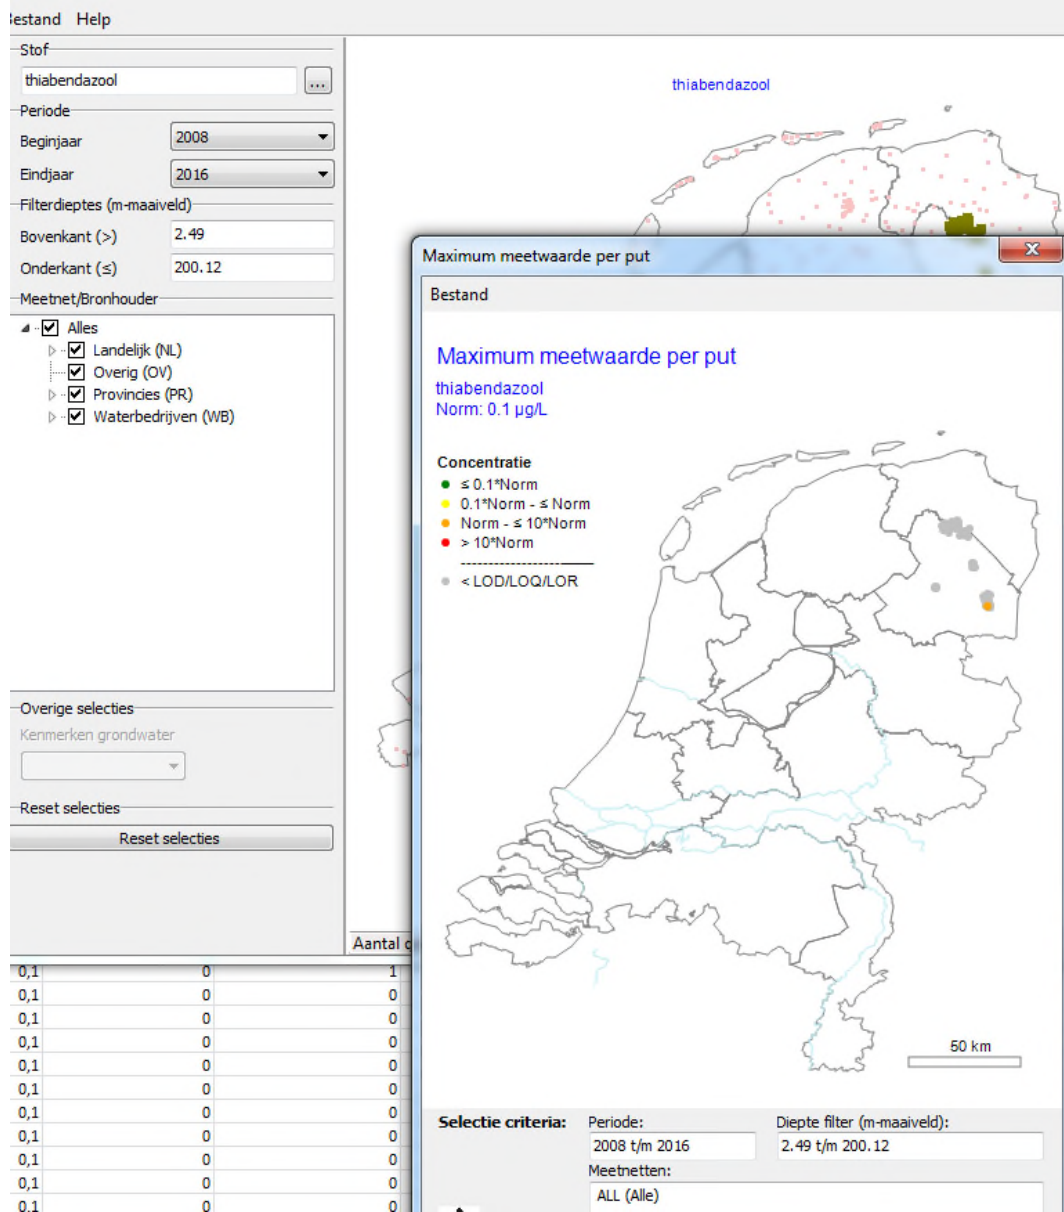 Bestand Help
Stof
thiabendazool
...
Periode
Beginjaar
2008
Eindjaar
2016
Filterdieptes (m-maaiveld)
Bovenkant (>)
2.49
Onderkant (≤)
200.12
Meetnet/Bronhouder
Alles
Landelijk (NL)
Overig (OV)
Provincies (PR)
Waterbedrijven (WB)
Overige selecties
Kenmerken grondwater
Reset selecties
Reset selecties
thiabendazool
Aantal
Maximum meetwaarde per put
Bestand
Maximum meetwaarde per put
thiabendazool
Norm: 0.1 µg/L
Concentratie
≤ 0.1*Norm
0.1*Norm - ≤ Norm
Norm - ≤ 10*Norm
> 10*Norm
< LOD/LOQ/LOR
50 km
Selectie criteria:
Periode:
2008 t/m 2016
Diepte filter (m-maaiveld):
2.49 t/m 200.12
Meetnetten:
ALL (Alle)
0,1 0 1
0,1 0 0
0,1 0 0
0,1 0 0
0,1 0 0
0,1 0 0
0,1 0 0
0,1 0 0
0,1 0 0
0,1 0 0
0,1 0 0